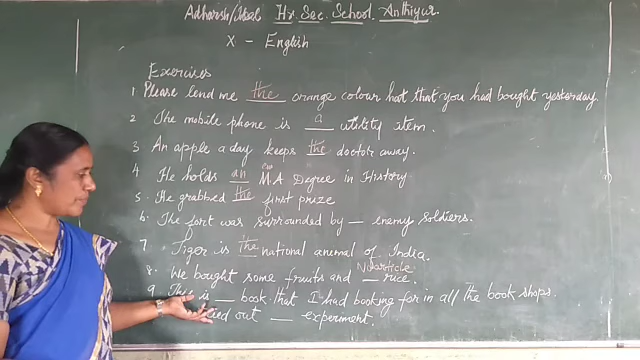 Adharsh Hr. Sec. School. Anthiyur
X - English
Exercises
1. Please lend me the orange colour hat that you had bought yesterday.
2 The mobile phone is a utility item.
3 An apple a day keeps the doctor away.
4 He holds an M.A Degree in History
5. He grabbed the first prize
6. The fort was surrounded by __ enemy soldiers.
7. Tiger is the national animal of India.
8. We bought some fruits and No article rice.
9 This is __ book that I had booking for in all the book shops.
out __ experiment.